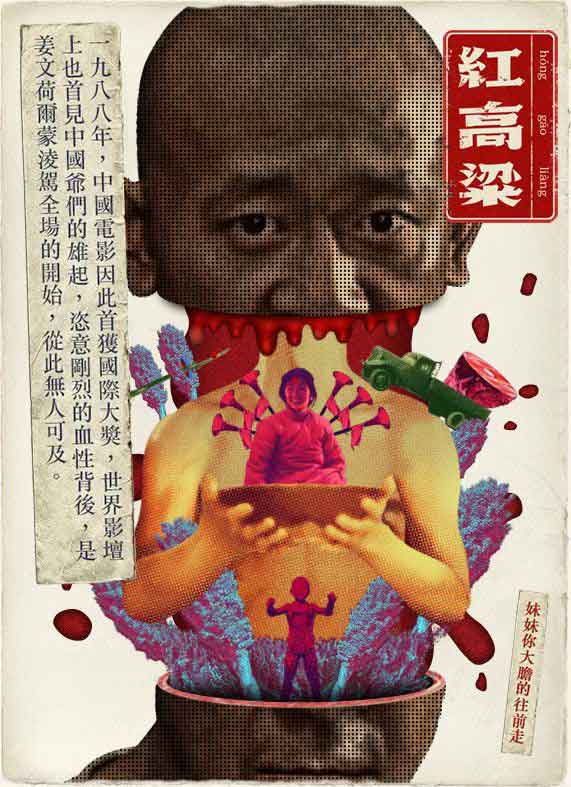 紅高粱
hóng gāo liáng
一九八八年，中國電影因此首獲國際大獎，世界影壇
上也首見中國爺們的雄起，恣意剛烈的血性背後，是
姜文荷爾蒙淩駕全場的開始，從此無人可及。
妹妹你大膽的往前走